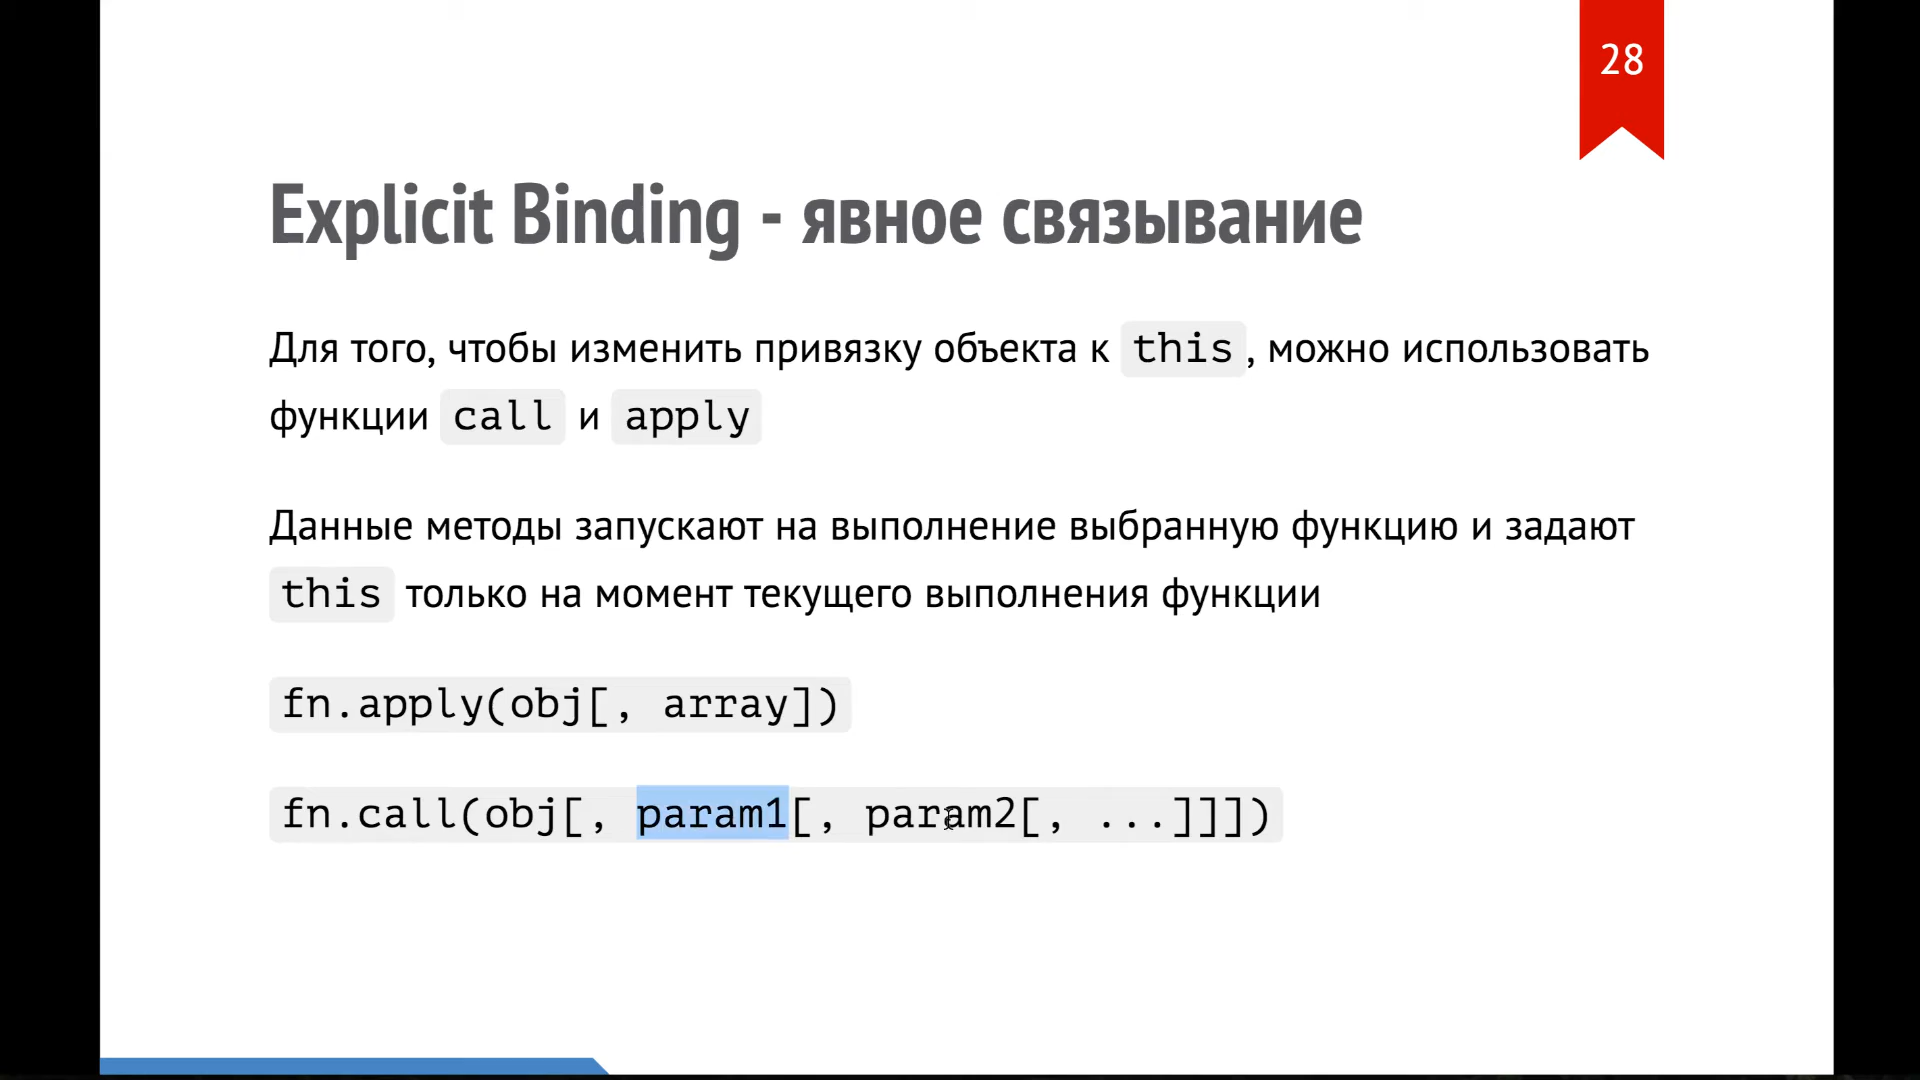 28
Explicit Binding - явное связывание
Для того, чтобы изменить привязку объекта к this, можно использовать
функции call и apply
Данные методы запускают на выполнение выбранную функцию и задают
this только на момент текущего выполнения функции
fn.apply(obj[, array])
fn.call(obj[, param1[, param2[, ...]]])